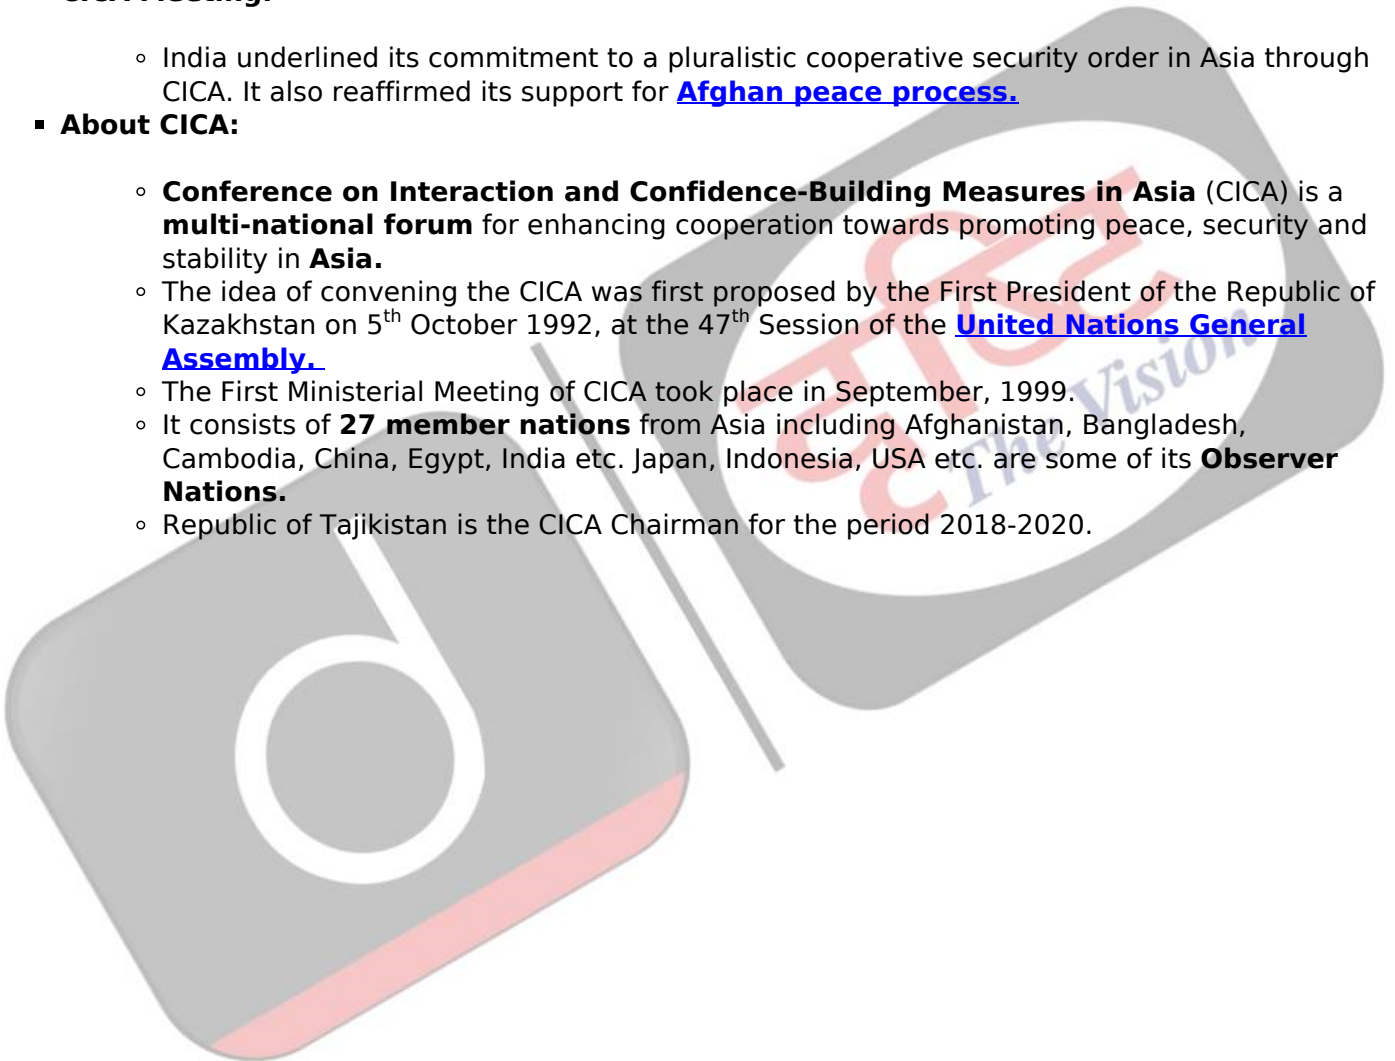 CICA Meeting:
India underlined its commitment to a pluralistic cooperative security order in Asia through
CICA. It also reaffirmed its support for Afghan peace process.
About CICA:
Conference on Interaction and Confidence-Building Measures in Asia (CICA) is a
multi-national forum for enhancing cooperation towards promoting peace, security and
stability in Asia.
The idea of convening the CICA was first proposed by the First President of the Republic of
Kazakhstan on 5th October 1992, at the 47th Session of the United Nations General
Assembly.
The First Ministerial Meeting of CICA took place in September, 1999.
It consists of 27 member nations from Asia including Afghanistan, Bangladesh,
Cambodia, China, Egypt, India etc. Japan, Indonesia, USA etc. are some of its Observer
Nations.
Republic of Tajikistan is the CICA Chairman for the period 2018-2020.
दृष्टि
The Vision
d